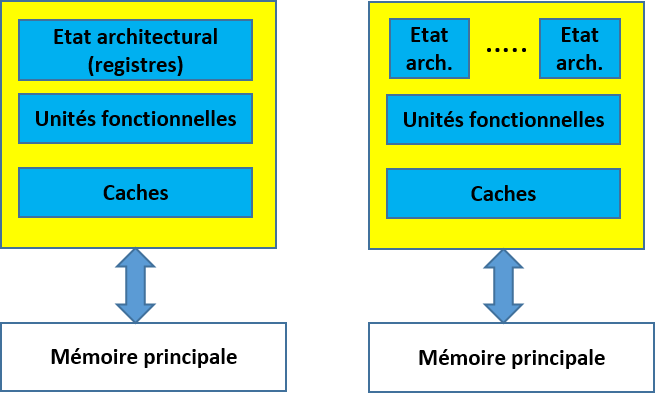 Etat architectural
(registres)
Unités fonctionnelles
Caches
Mémoire principale
Etat
arch.
.....
Etat
arch.
Unités fonctionnelles
Caches
Mémoire principale